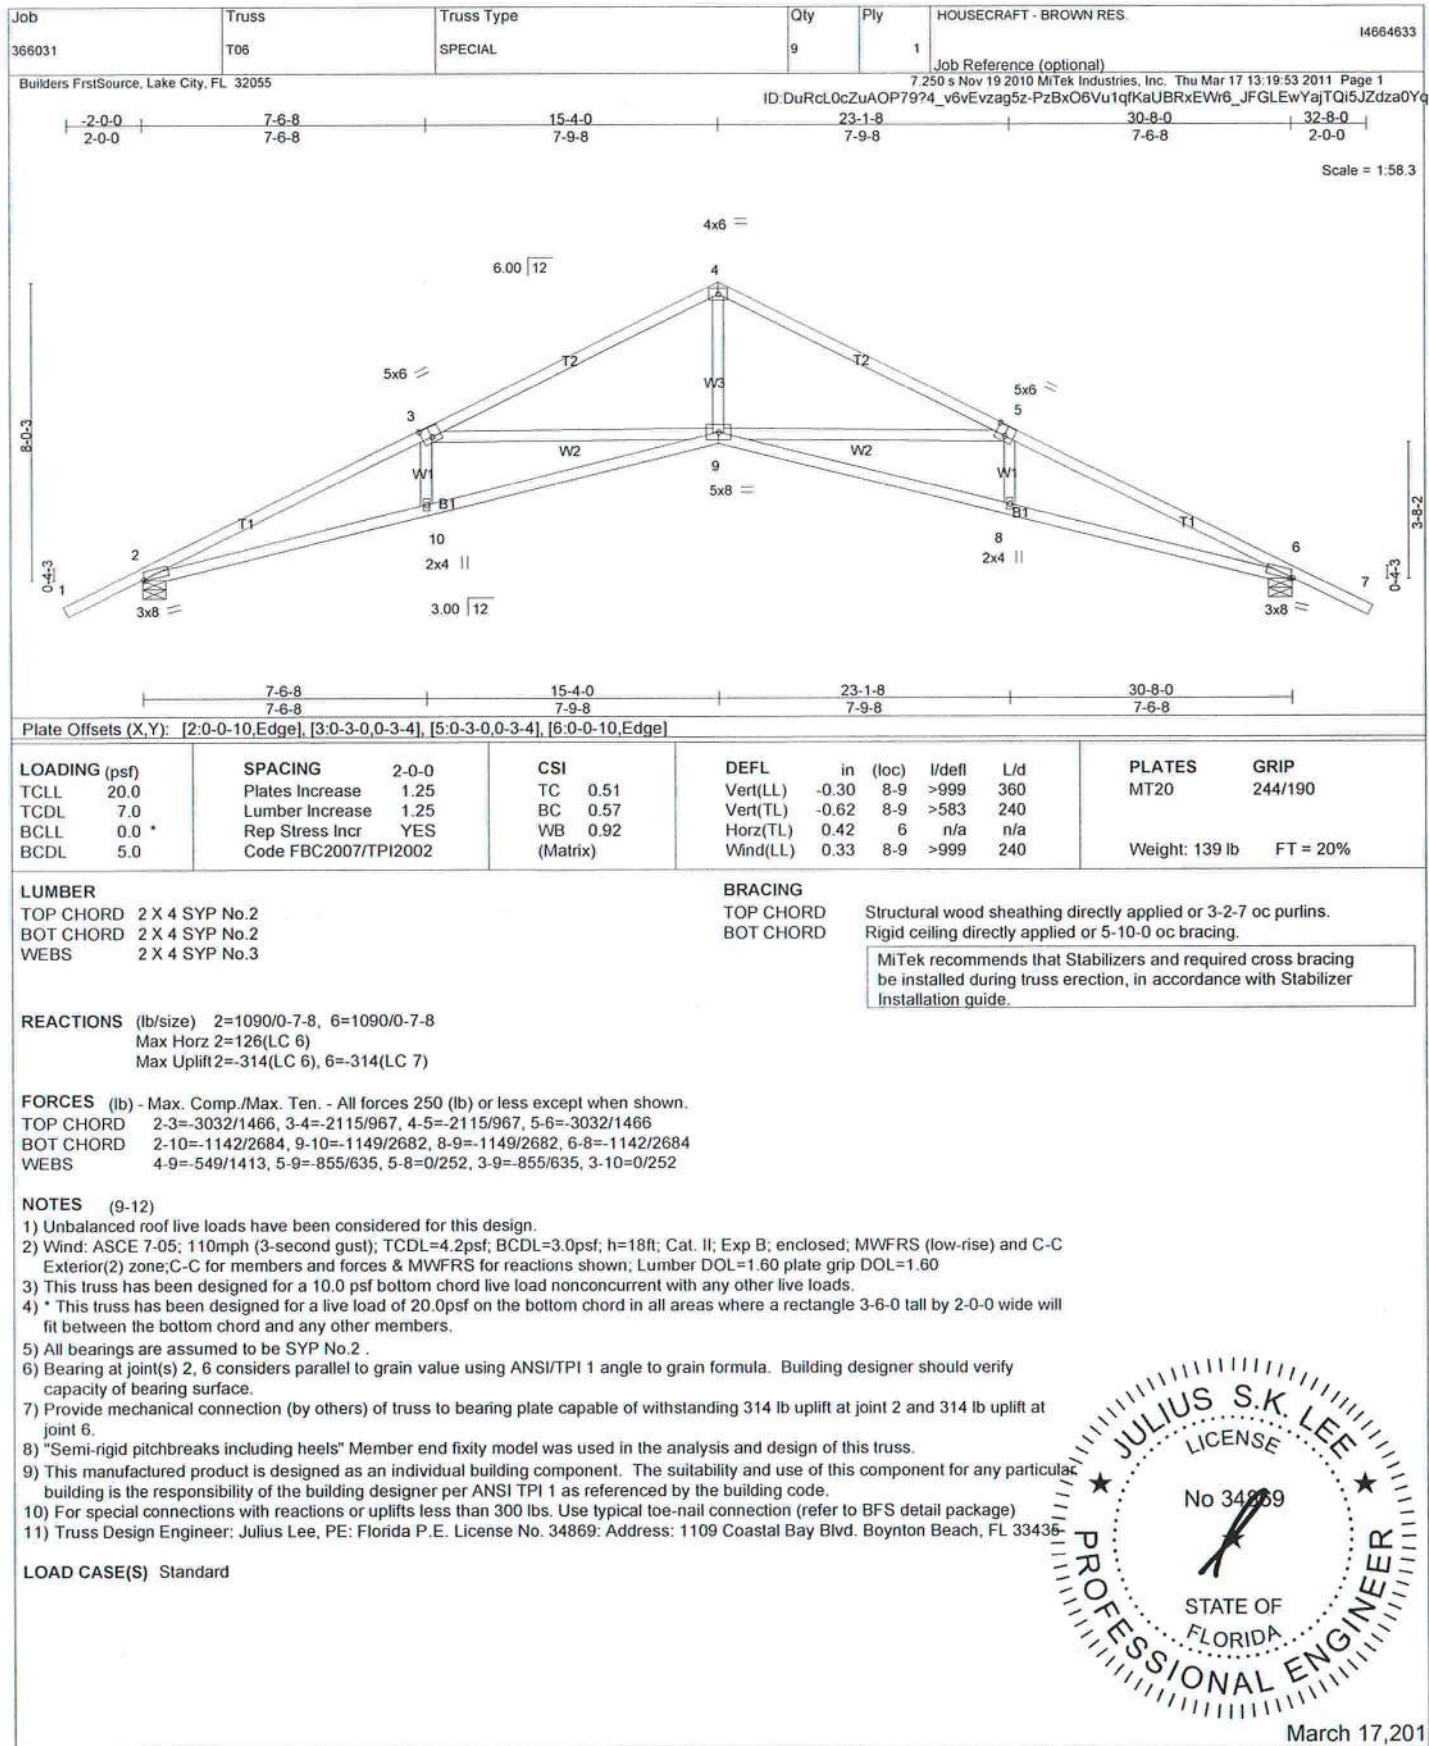 Job Truss Truss Type Qty Ply HOUSECRAFT - BROWN RES.
I4664633
366031 T06 SPECIAL 9 1
Job Reference (optional)
Builders FrstSource, Lake City, FL 32055 7.250 s Nov 19 2010 MiTek Industries, Inc. Thu Mar 17 13:19:53 2011 Page 1
ID:DuRcL0cZuAOP79?4_v6vEvzag5z-PzBxO6Vu1qfKaUBRxEWr6_JFGLEwYajTQi5JZdza0Yq
-2-0-0 7-6-8 15-4-0 23-1-8 30-8-0 32-8-0
2-0-0 7-6-8 7-9-8 7-9-8 7-6-8 2-0-0
Scale = 1:58.3
4x6 =
6.00 12
4
T2 T2
5x6 5x6
W3
3 5
8-0-3
W2 W2
W1 9 W1
5x8 =
B1 B1
T1 T1
3-8-2
10 8
2 6
2x4 || 2x4 ||
0-4-3 0-4-3
1 7
3x8 = 3.00 12 3x8 =
7-6-8 15-4-0 23-1-8 30-8-0
7-6-8 7-9-8 7-9-8 7-6-8
Plate Offsets (X,Y): [2:0-0-10,Edge], [3:0-3-0,0-3-4], [5:0-3-0,0-3-4], [6:0-0-10,Edge]
LOADING (psf) SPACING 2-0-0 CSI DEFL in (loc) l/defl L/d PLATES GRIP
TCLL 20.0 Plates Increase 1.25 TC 0.51 Vert(LL) -0.30 8-9 >999 360 MT20 244/190
TCDL 7.0 Lumber Increase 1.25 BC 0.57 Vert(TL) -0.62 8-9 >583 240
BCLL 0.0 * Rep Stress Incr YES WB 0.92 Horz(TL) 0.42 6 n/a n/a
BCDL 5.0 Code FBC2007/TPI2002 (Matrix) Wind(LL) 0.33 8-9 >999 240 Weight: 139 lb FT = 20%
LUMBER
TOP CHORD 2 X 4 SYP No.2
BOT CHORD 2 X 4 SYP No.2
WEBS 2 X 4 SYP No.3
BRACING
TOP CHORD Structural wood sheathing directly applied or 3-2-7 oc purlins.
BOT CHORD Rigid ceiling directly applied or 5-10-0 oc bracing.
MiTek recommends that Stabilizers and required cross bracing
be installed during truss erection, in accordance with Stabilizer
Installation guide.
REACTIONS (lb/size) 2=1090/0-7-8, 6=1090/0-7-8
Max Horz 2=126(LC 6)
Max Uplift 2=-314(LC 6), 6=-314(LC 7)
FORCES (lb) - Max. Comp./Max. Ten. - All forces 250 (lb) or less except when shown.
TOP CHORD 2-3=-3032/1466, 3-4=-2115/967, 4-5=-2115/967, 5-6=-3032/1466
BOT CHORD 2-10=-1142/2684, 9-10=-1149/2682, 8-9=-1149/2682, 6-8=-1142/2684
WEBS 4-9=-549/1413, 5-9=-855/635, 5-8=0/252, 3-9=-855/635, 3-10=0/252
NOTES (9-12)
1) Unbalanced roof live loads have been considered for this design.
2) Wind: ASCE 7-05; 110mph (3-second gust); TCDL=4.2psf; BCDL=3.0psf; h=18ft; Cat. II; Exp B; enclosed; MWFRS (low-rise) and C-C
Exterior(2) zone;C-C for members and forces & MWFRS for reactions shown; Lumber DOL=1.60 plate grip DOL=1.60
3) This truss has been designed for a 10.0 psf bottom chord live load nonconcurrent with any other live loads.
4) * This truss has been designed for a live load of 20.0psf on the bottom chord in all areas where a rectangle 3-6-0 tall by 2-0-0 wide will
fit between the bottom chord and any other members.
5) All bearings are assumed to be SYP No.2 .
6) Bearing at joint(s) 2, 6 considers parallel to grain value using ANSI/TPI 1 angle to grain formula. Building designer should verify
capacity of bearing surface.
7) Provide mechanical connection (by others) of truss to bearing plate capable of withstanding 314 lb uplift at joint 2 and 314 lb uplift at
joint 6.
8) "Semi-rigid pitchbreaks including heels" Member end fixity model was used in the analysis and design of this truss.
9) This manufactured product is designed as an individual building component. The suitability and use of this component for any particular
building is the responsibility of the building designer per ANSI TPI 1 as referenced by the building code.
10) For special connections with reactions or uplifts less than 300 lbs. Use typical toe-nail connection (refer to BFS detail package)
11) Truss Design Engineer: Julius Lee, PE: Florida P.E. License No. 34869: Address: 1109 Coastal Bay Blvd. Boynton Beach, FL 33435
LOAD CASE(S) Standard
JULIUS S.K. LEE
LICENSE
No 34869
STATE OF
FLORIDA
PROFESSIONAL ENGINEER
March 17,201